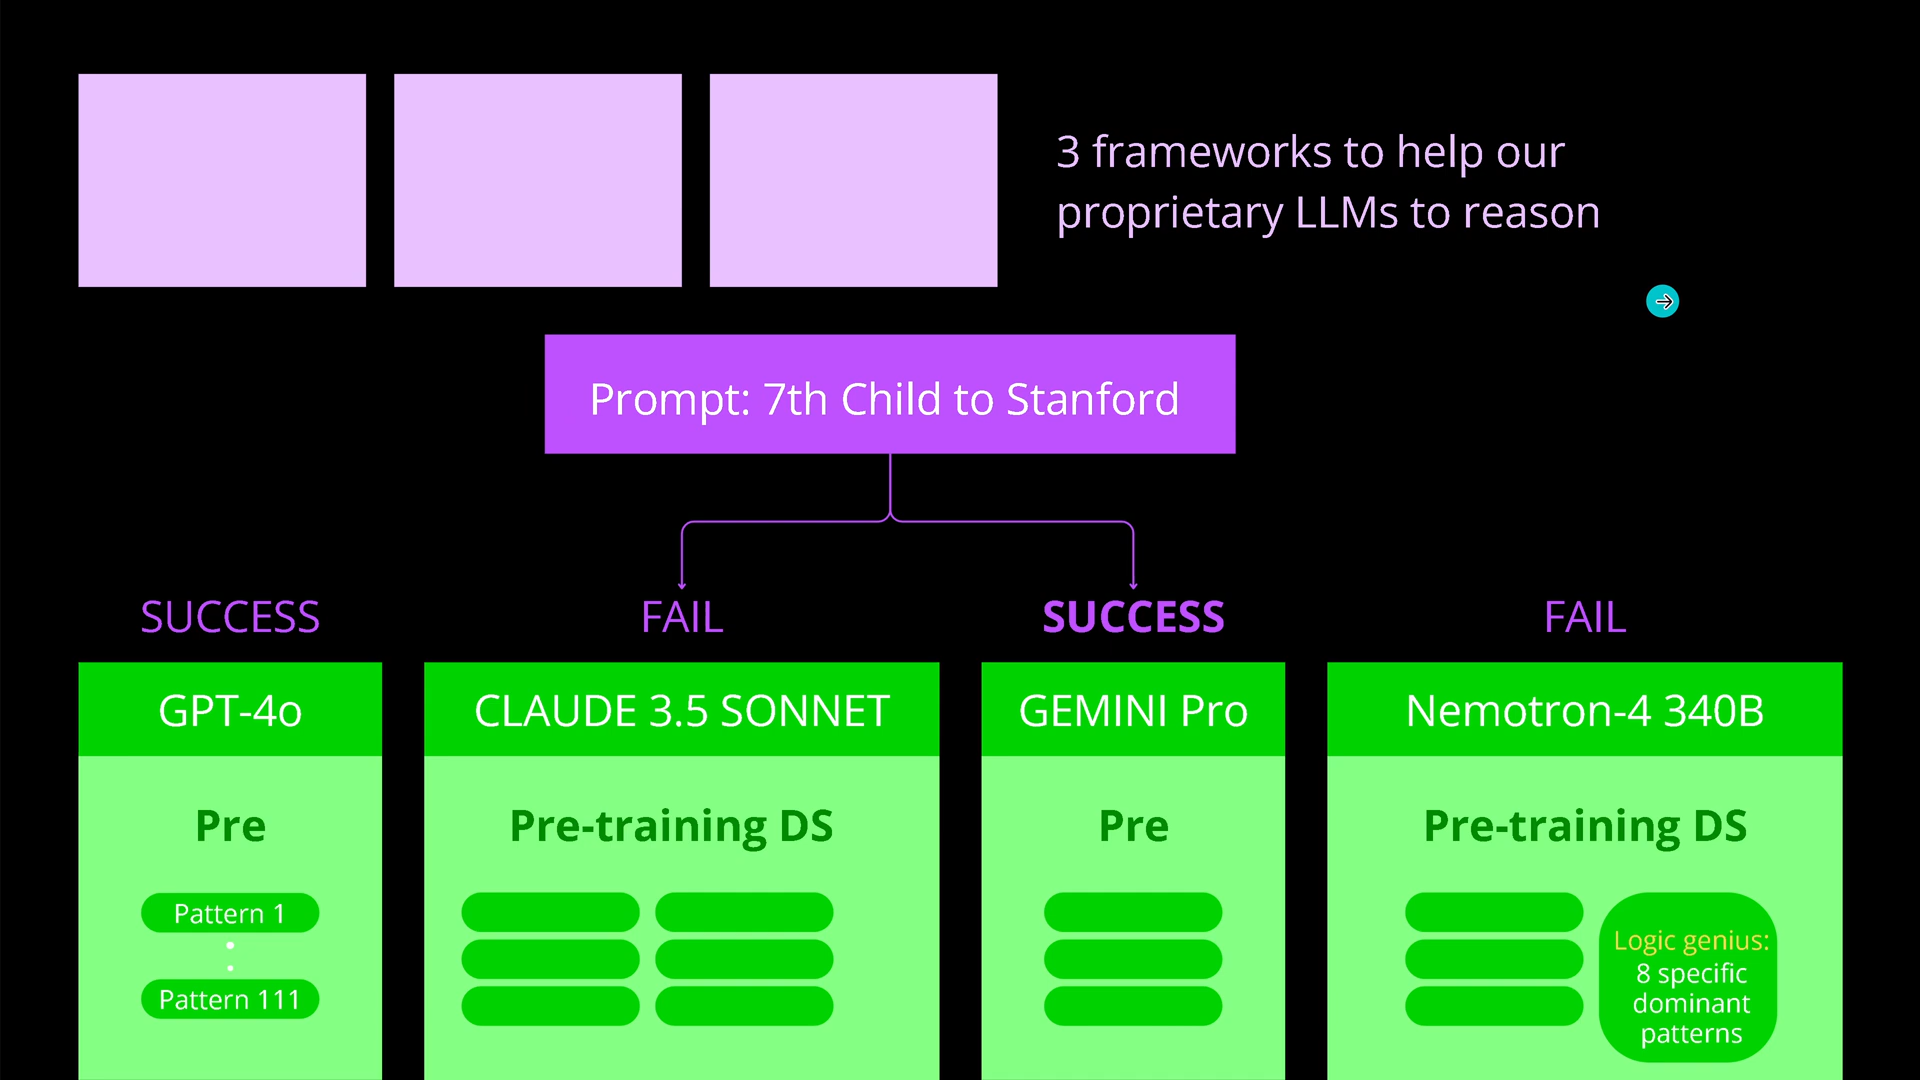 3 frameworks to help our
proprietary LLMs to reason
Prompt: 7th Child to Stanford
SUCCESS
FAIL
SUCCESS
FAIL
GPT-4o
CLAUDE 3.5 SONNET
GEMINI Pro
Nemotron-4 340B
Pre
Pre-training DS
Pre
Pre-training DS
Pattern 1
Pattern 111
Logic genius:
8 specific
dominant
patterns